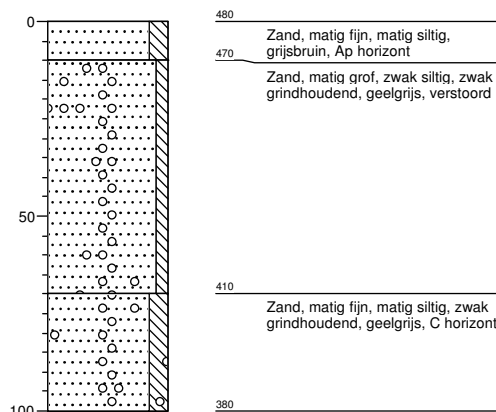 0
480
Zand, matig fijn, matig siltig,
grijsbruin, Ap horizont
470
Zand, matig grof, zwak siltig, zwak
grindhoudend, geelgrijs, verstoord
50
410
Zand, matig fijn, matig siltig, zwak
grindhoudend, geelgrijs, C horizont
100
380